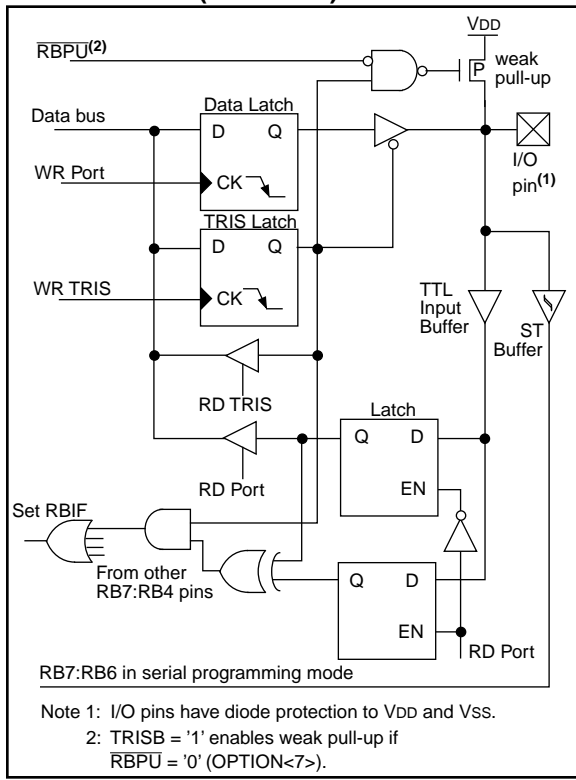 VDD
RBPU(2)
weak
pull-up
P
Data Latch
Data bus
D Q
WR Port
CK
I/O
pin(1)
TRIS Latch
D Q
WR TRIS
CK
TTL
Input
Buffer
ST
Buffer
RD TRIS
Latch
Q D
RD Port
EN
Set RBIF
From other
RB7:RB4 pins
Q D
EN
RD Port
RB7:RB6 in serial programming mode
Note 1: I/O pins have diode protection to VDD and VSS.
2: TRISB = '1' enables weak pull-up if
RBPU = '0' (OPTION<7>).